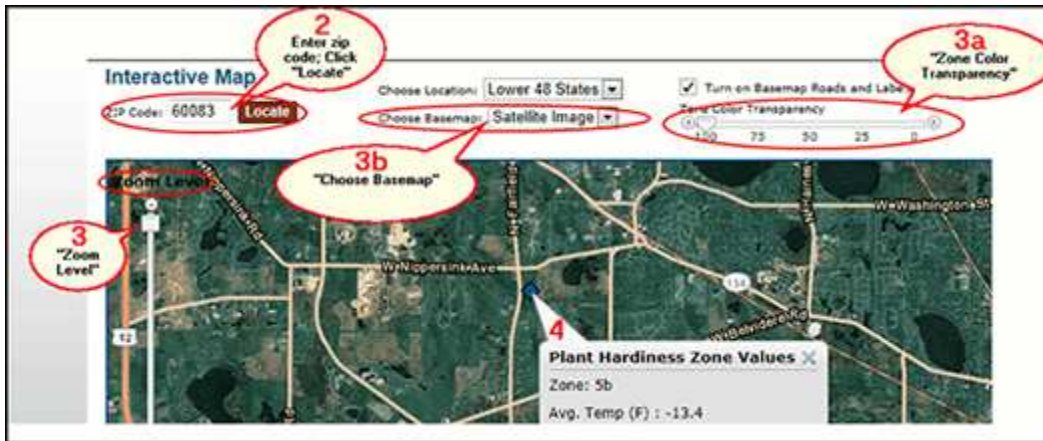 2
Enter zip
code; Click
"Locate"
3a
"Zone Color
Transparency"
Interactive Map
ZIP Code: 60083 Locate
Choose Location: Lower 48 States
Choose Basemap: Satellite Image
Turn on Basemap Roads and Label
Zone Color Transparency
100 75 50 25 0
3b
"Choose Basemap"
Zoom Level
3
"Zoom
Level"
Nippersink Rd
N Fairfield
N Fairfield
W Washington St
W Nippersink Ave
134
W Belvidere Rd
12
4
Plant Hardiness Zone Values
Zone: 5b
Avg. Temp (F) : -13.4